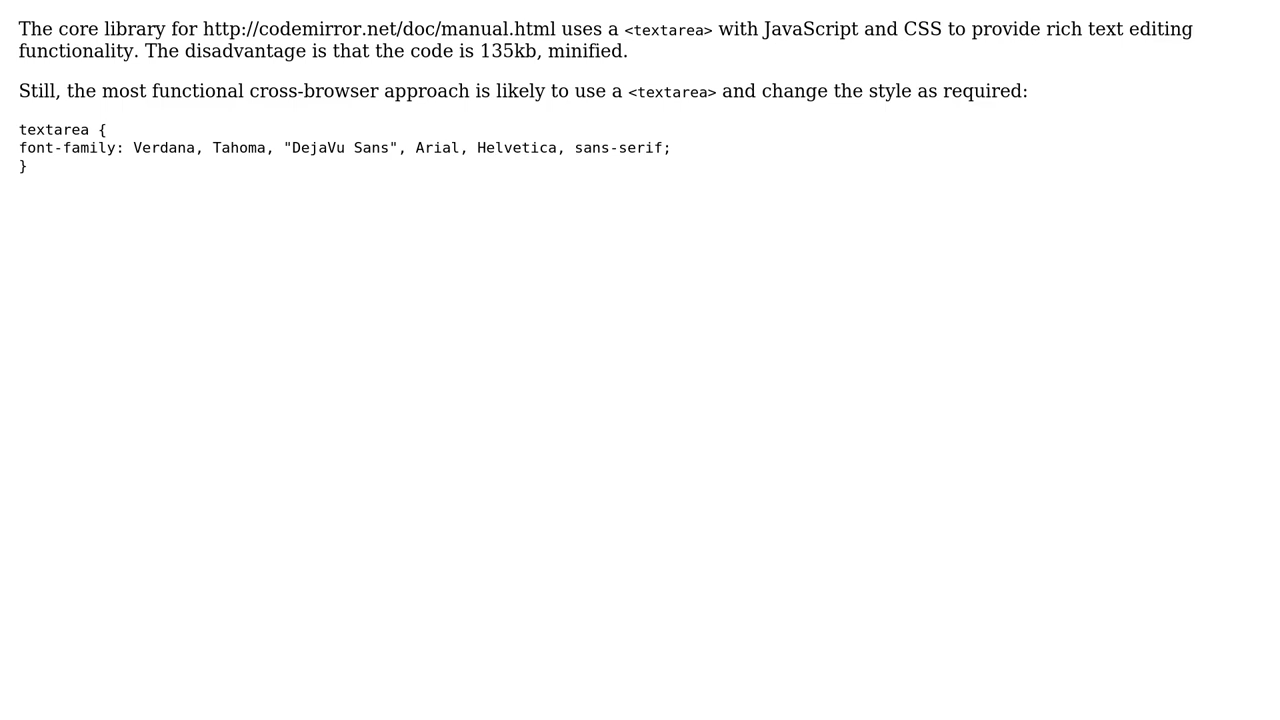 The core library for http://codemirror.net/doc/manual.html uses a <textarea> with JavaScript and CSS to provide rich text editing
functionality. The disadvantage is that the code is 135kb, minified.
Still, the most functional cross-browser approach is likely to use a <textarea> and change the style as required:
textarea {
font-family: Verdana, Tahoma, "DejaVu Sans", Arial, Helvetica, sans-serif;
}